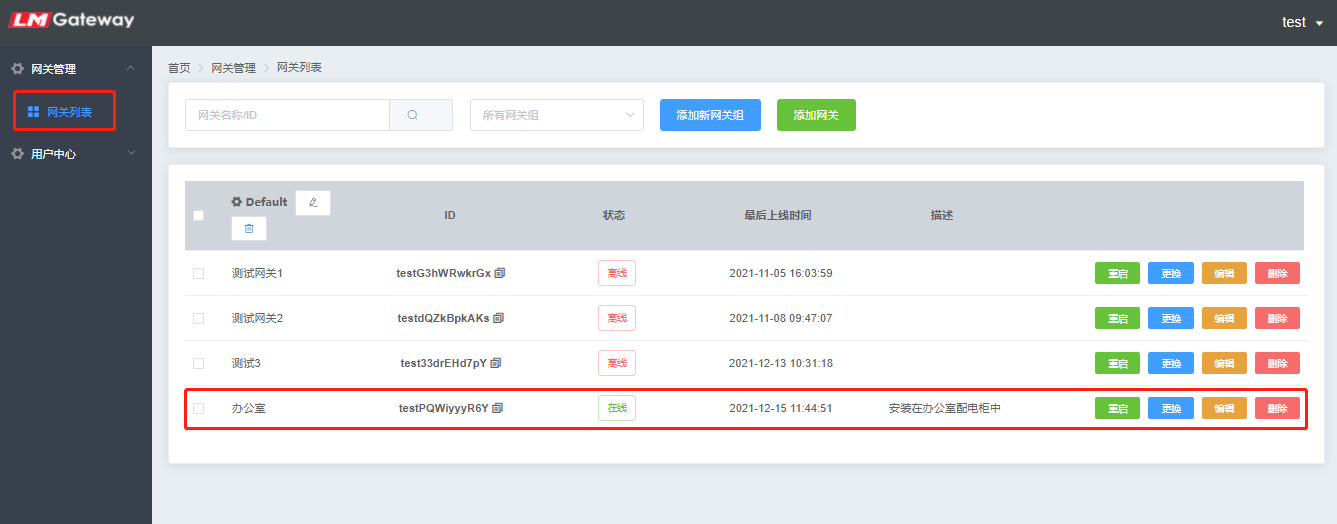 LMGateway
test
网关管理
网关列表
用户中心
首页 网关管理 网关列表
网关名称/ID 所有网关组 添加新网关组 添加网关
Default ID 状态 最后上线时间 描述
测试网关1 testG3hWRwkrGx 离线 2021-11-05 16:03:59 重启 更换 编辑 删除
测试网关2 testdQZkBpkAKs 离线 2021-11-08 09:47:07 重启 更换 编辑 删除
测试3 test33drEHd7pY 离线 2021-12-13 10:31:18 重启 更换 编辑 删除
办公室 testPQWiyyyR6Y 在线 2021-12-15 11:44:51 安装在办公室配电柜中 重启 更换 编辑 删除